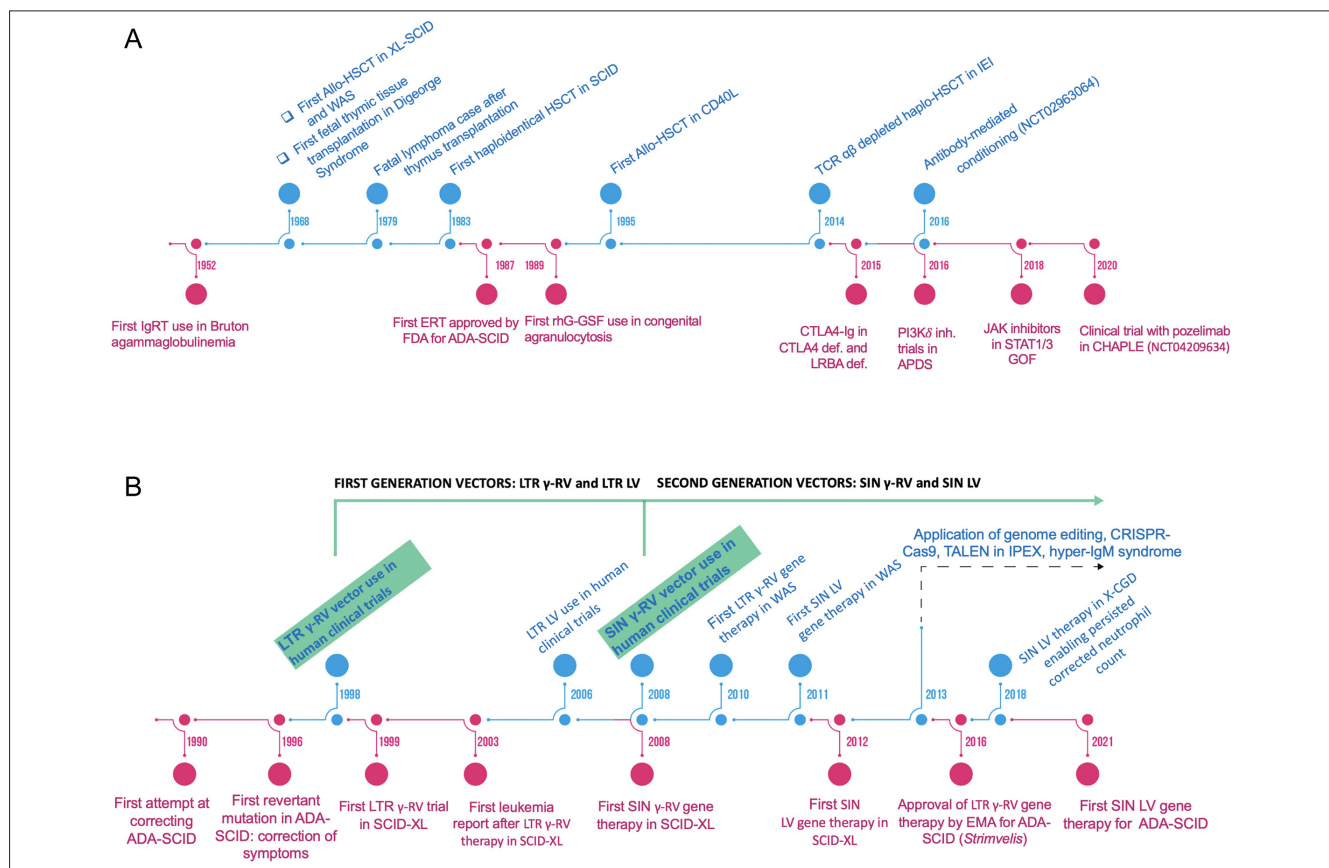 A
❑ First Allo-HSCT in XL-SCID
and WAS
❑ First fetal thymic tissue
transplantation in Digeorge
Syndrome
Fatal lymphoma case after
thymus transplantation
First haploidentical HSCT in SCID
First Allo-HSCT in CD40L
TCR αβ depleted haplo-HSCT in IEI
Antibody-mediated
conditioning (NCT02963064)
1968
1979
1983
1995
2014
2016
1952
1987
1989
2015
2016
2018
2020
First IgRT use in Bruton
agammaglobulinemia
First ERT approved by
FDA for ADA-SCID
First rhG-GSF use in congenital
agranulocytosis
CTLA4-Ig in
CTLA4 def. and
LRBA def.
PI3Kδ inh.
trials in
APDS
JAK inhibitors
in STAT1/3
GOF
Clinical trial with pozelimab
in CHAPLE (NCT04209634)
B
FIRST GENERATION VECTORS: LTR γ-RV and LTR LV
SECOND GENERATION VECTORS: SIN γ-RV and SIN LV
LTR γ-RV vector use in
human clinical trials
LTR LV use in human
clinical trials
SIN γ-RV vector use in
human clinical trials
First LTR γ-RV gene
therapy in WAS
First SIN LV
gene therapy in WAS
Application of genome editing, CRISPR-
Cas9, TALEN in IPEX, hyper-IgM syndrome
SIN LV therapy in X-CGD
enabling persisted
corrected neutrophil
count
1998
2006
2008
2010
2011
2013
2018
1990
1996
1999
2003
2008
2012
2016
2021
First attempt at
correcting
ADA-SCID
First revertant
mutation in ADA-
SCID: correction of
symptoms
First LTR γ-RV trial
in SCID-XL
First leukemia
report after LTR γ-RV
therapy in SCID-XL
First SIN γ-RV gene
therapy in SCID-XL
First SIN
LV gene therapy in
SCID-XL
Approval of LTR γ-RV gene
therapy by EMA for ADA-
SCID (Strimvelis)
First SIN LV gene
therapy for ADA-SCID